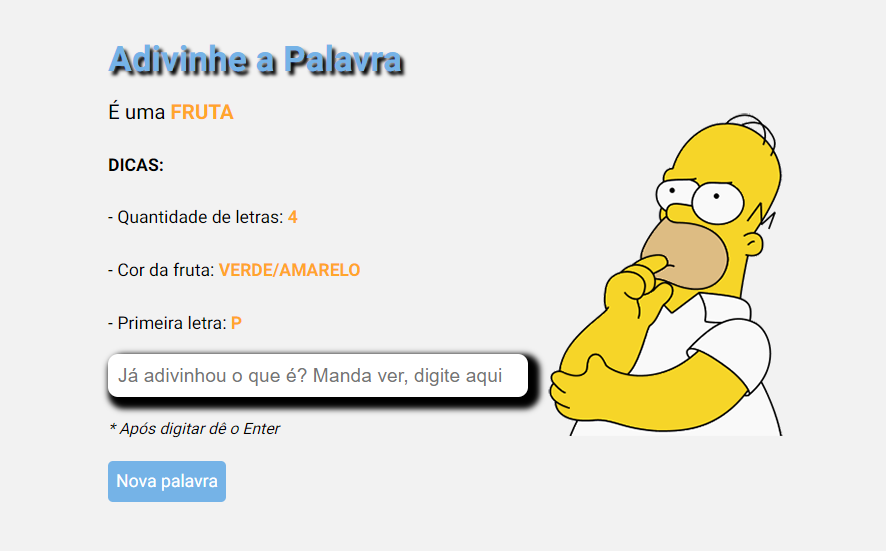 Adivinhe a Palavra
É uma FRUTA
DICAS:
- Quantidade de letras: 4
- Cor da fruta: VERDE/AMARELO
- Primeira letra: P
Já adivinhou o que é? Manda ver, digite aqui
* Após digitar dê o Enter
Nova palavra